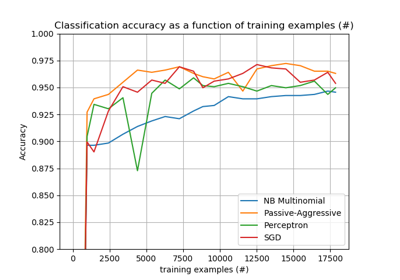 Classification accuracy as a function of training examples (#)
1.000
0.975
0.950
0.925
0.900
0.875
0.850
0.825
0.800
Accuracy
NB Multinomial
Passive-Aggressive
Perceptron
SGD
0 2500 5000 7500 10000 12500 15000 17500
training examples (#)